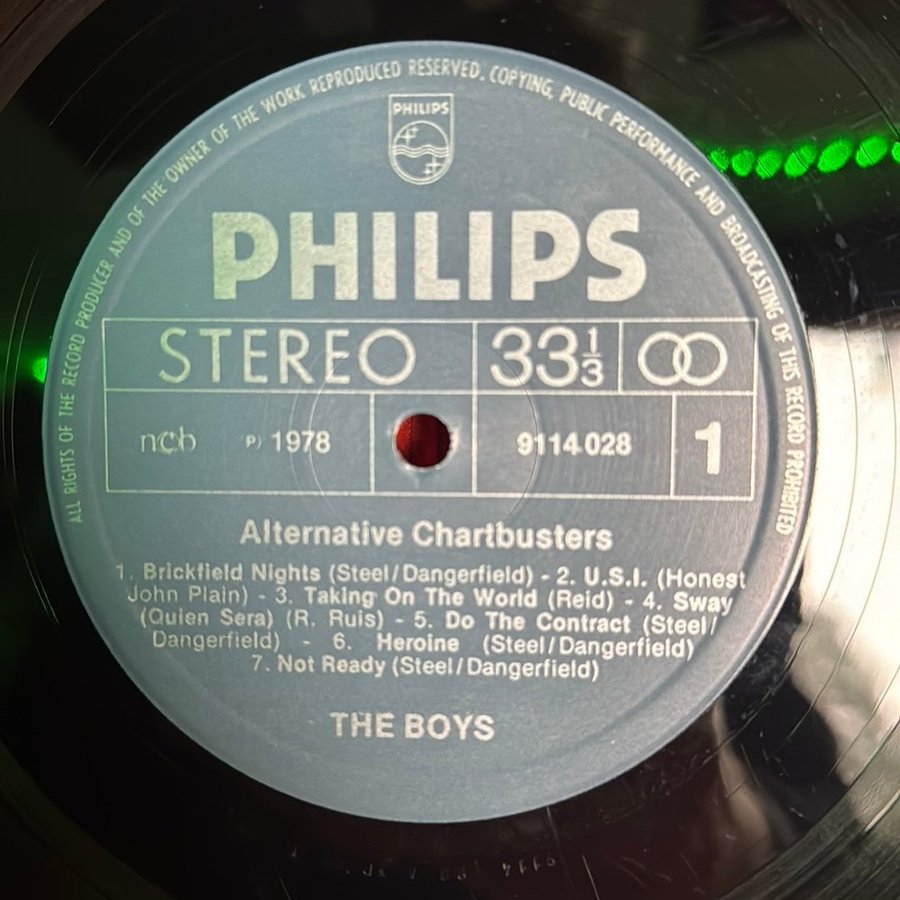 ALL RIGHTS OF THE RECORD PRODUCER AND OF THE OWNER OF THE WORK REPRODUCED RESERVED. COPYING, PUBLIC PERFORMANCE AND BROADCASTING OF THIS RECORD PROHIBITED
PHILIPS
PHILIPS
STEREO 33 1/3
ncb P) 1978 9114 028 1
Alternative Chartbusters
1. Brickfield Nights (Steel/Dangerfield) - 2. U.S.I. (Honest
John Plain) - 3. Taking On The World (Reid) - 4. Sway
(Quien Sera) (R. Ruis) - 5. Do The Contract (Steel/
Dangerfield) - 6. Heroine (Steel/Dangerfield)
7. Not Ready (Steel/Dangerfield)
THE BOYS